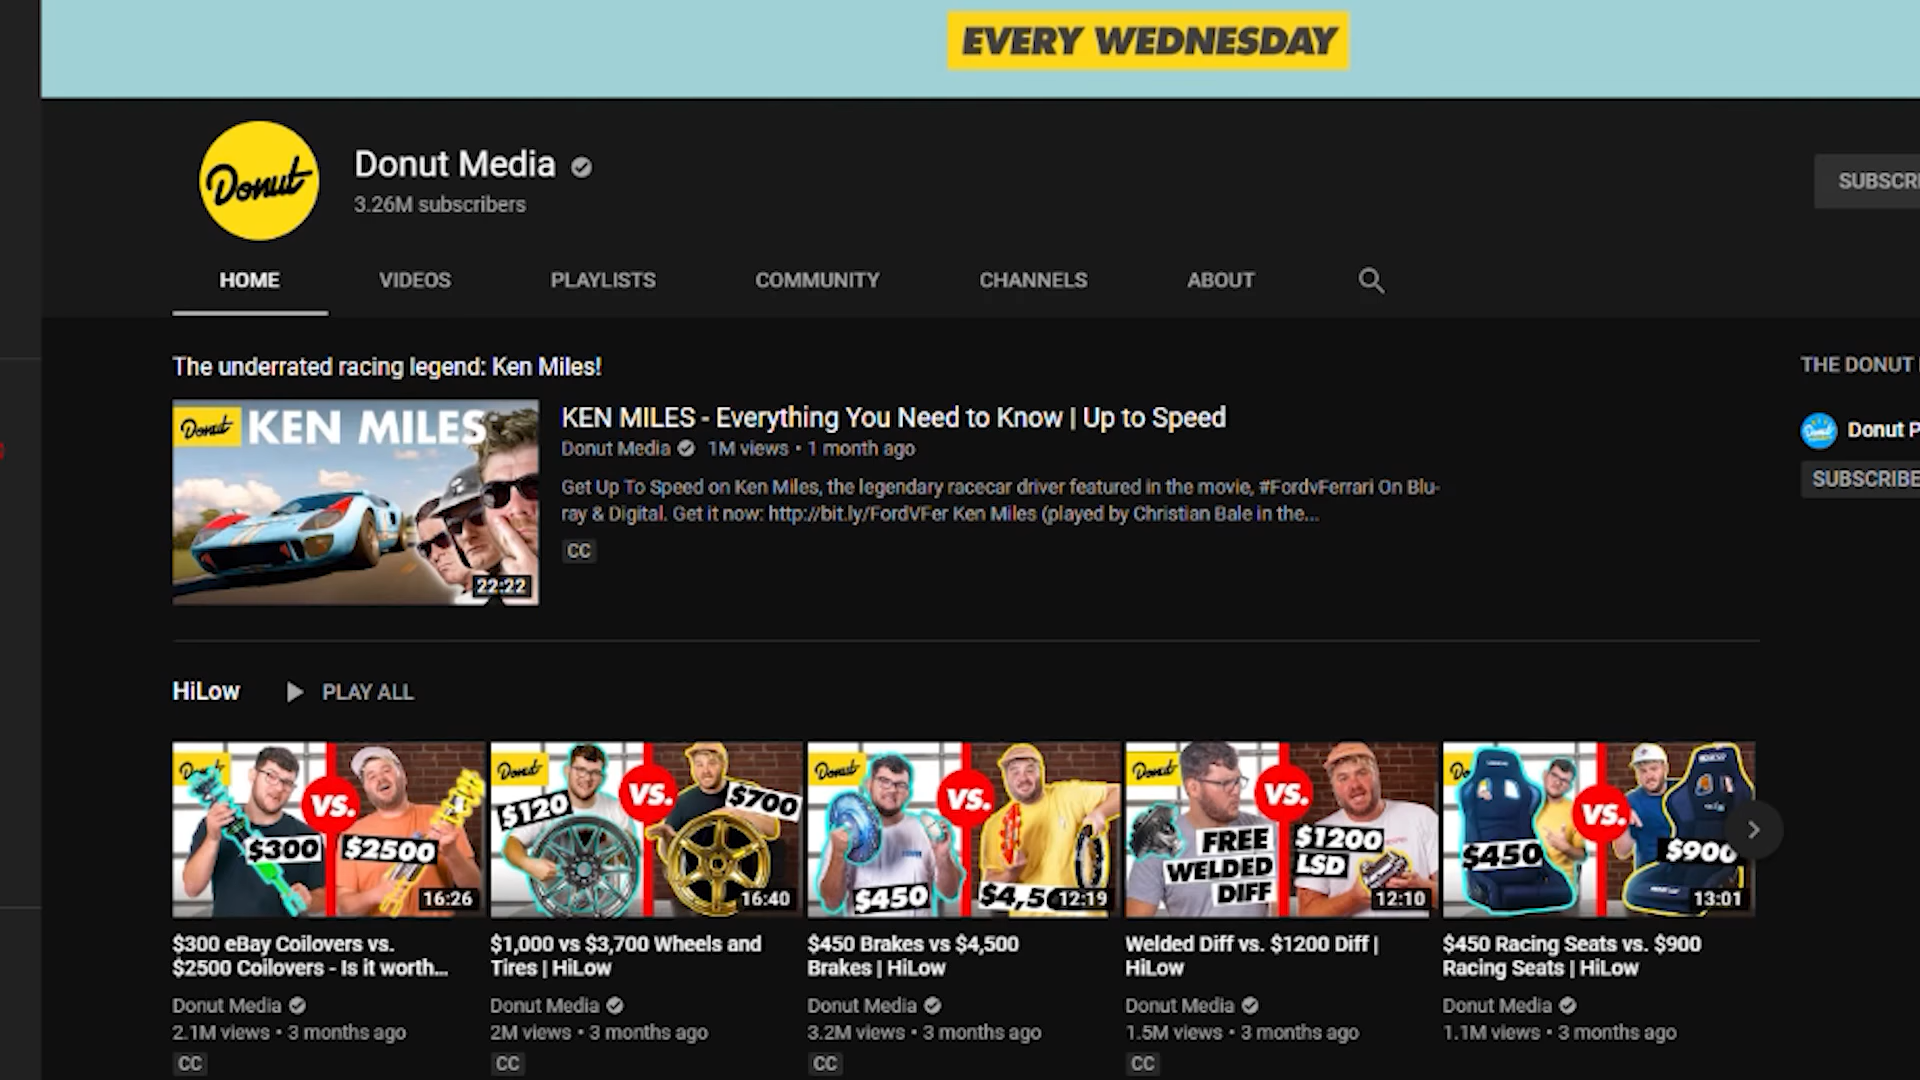 EVERY WEDNESDAY
Donut
Donut Media
3.26M subscribers
SUBSCRI
HOME
VIDEOS
PLAYLISTS
COMMUNITY
CHANNELS
ABOUT
The underrated racing legend: Ken Miles!
THE DONUT
Donut KEN MILES
22:22
KEN MILES - Everything You Need to Know | Up to Speed
Donut Media 1M views • 1 month ago
Get Up To Speed on Ken Miles, the legendary racecar driver featured in the movie, #FordvFerrari On Blu-
ray & Digital. Get it now: http://bit.ly/FordVFer Ken Miles (played by Christian Bale in the...
CC
Donut P
SUBSCRIBE
HiLow
PLAY ALL
Donut
VS.
$300
$2500
16:26
Donut
$120
VS.
$700
16:40
Donut
VS.
$450
$4,50
12:19
Donut
VS.
FREE
WELDED
DIFF
$1200
LSD
12:10
Do
VS.
$450
$900
13:01
$300 eBay Coilovers vs.
$2500 Coilovers - Is it worth...
Donut Media
2.1M views • 3 months ago
CC
$1,000 vs $3,700 Wheels and
Tires | HiLow
Donut Media
2M views • 3 months ago
CC
$450 Brakes vs $4,500
Brakes | HiLow
Donut Media
3.2M views • 3 months ago
CC
Welded Diff vs. $1200 Diff |
HiLow
Donut Media
1.5M views • 3 months ago
CC
$450 Racing Seats vs. $900
Racing Seats | HiLow
Donut Media
1.1M views • 3 months ago